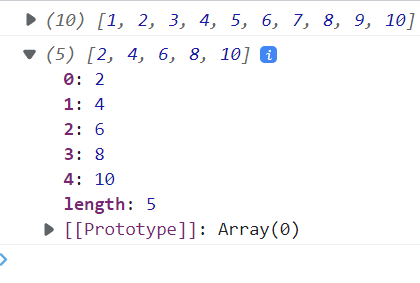 (10) [1, 2, 3, 4, 5, 6, 7, 8, 9, 10]
(5) [2, 4, 6, 8, 10] i
0: 2
1: 4
2: 6
3: 8
4: 10
length: 5
[[Prototype]]: Array(0)